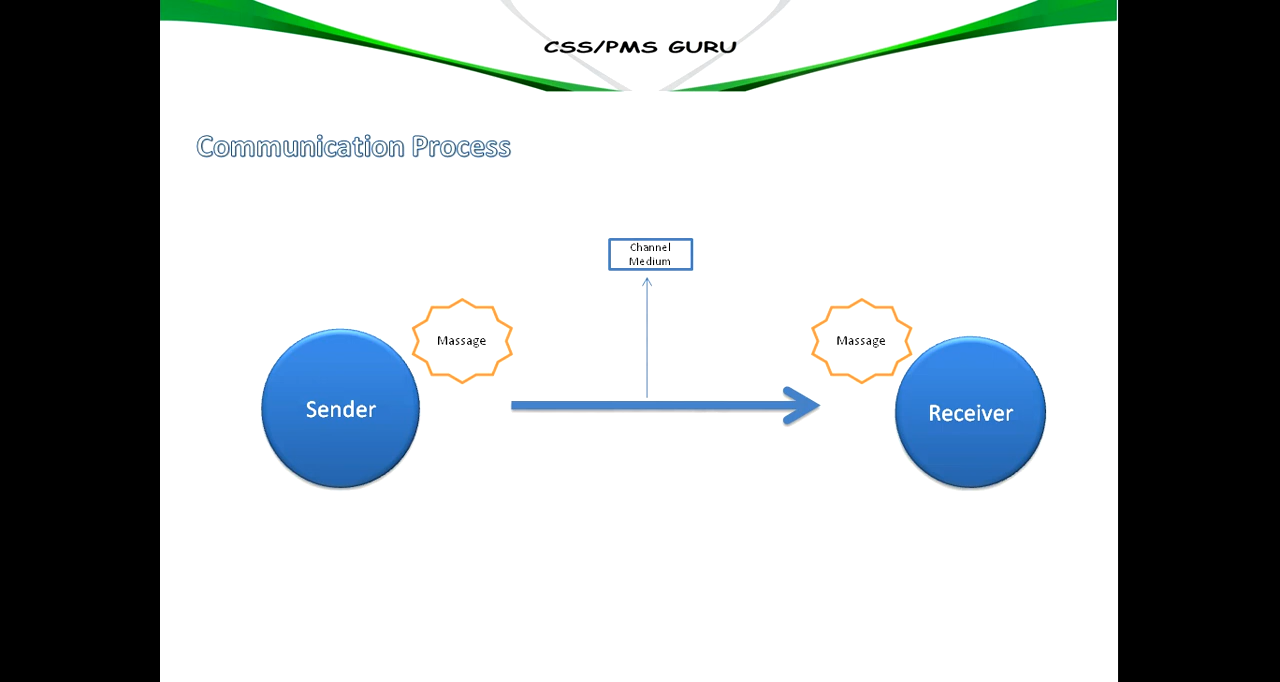 CSS/PMS GURU
Communication Process
Channel
Medium
Massage
Massage
Sender
Receiver